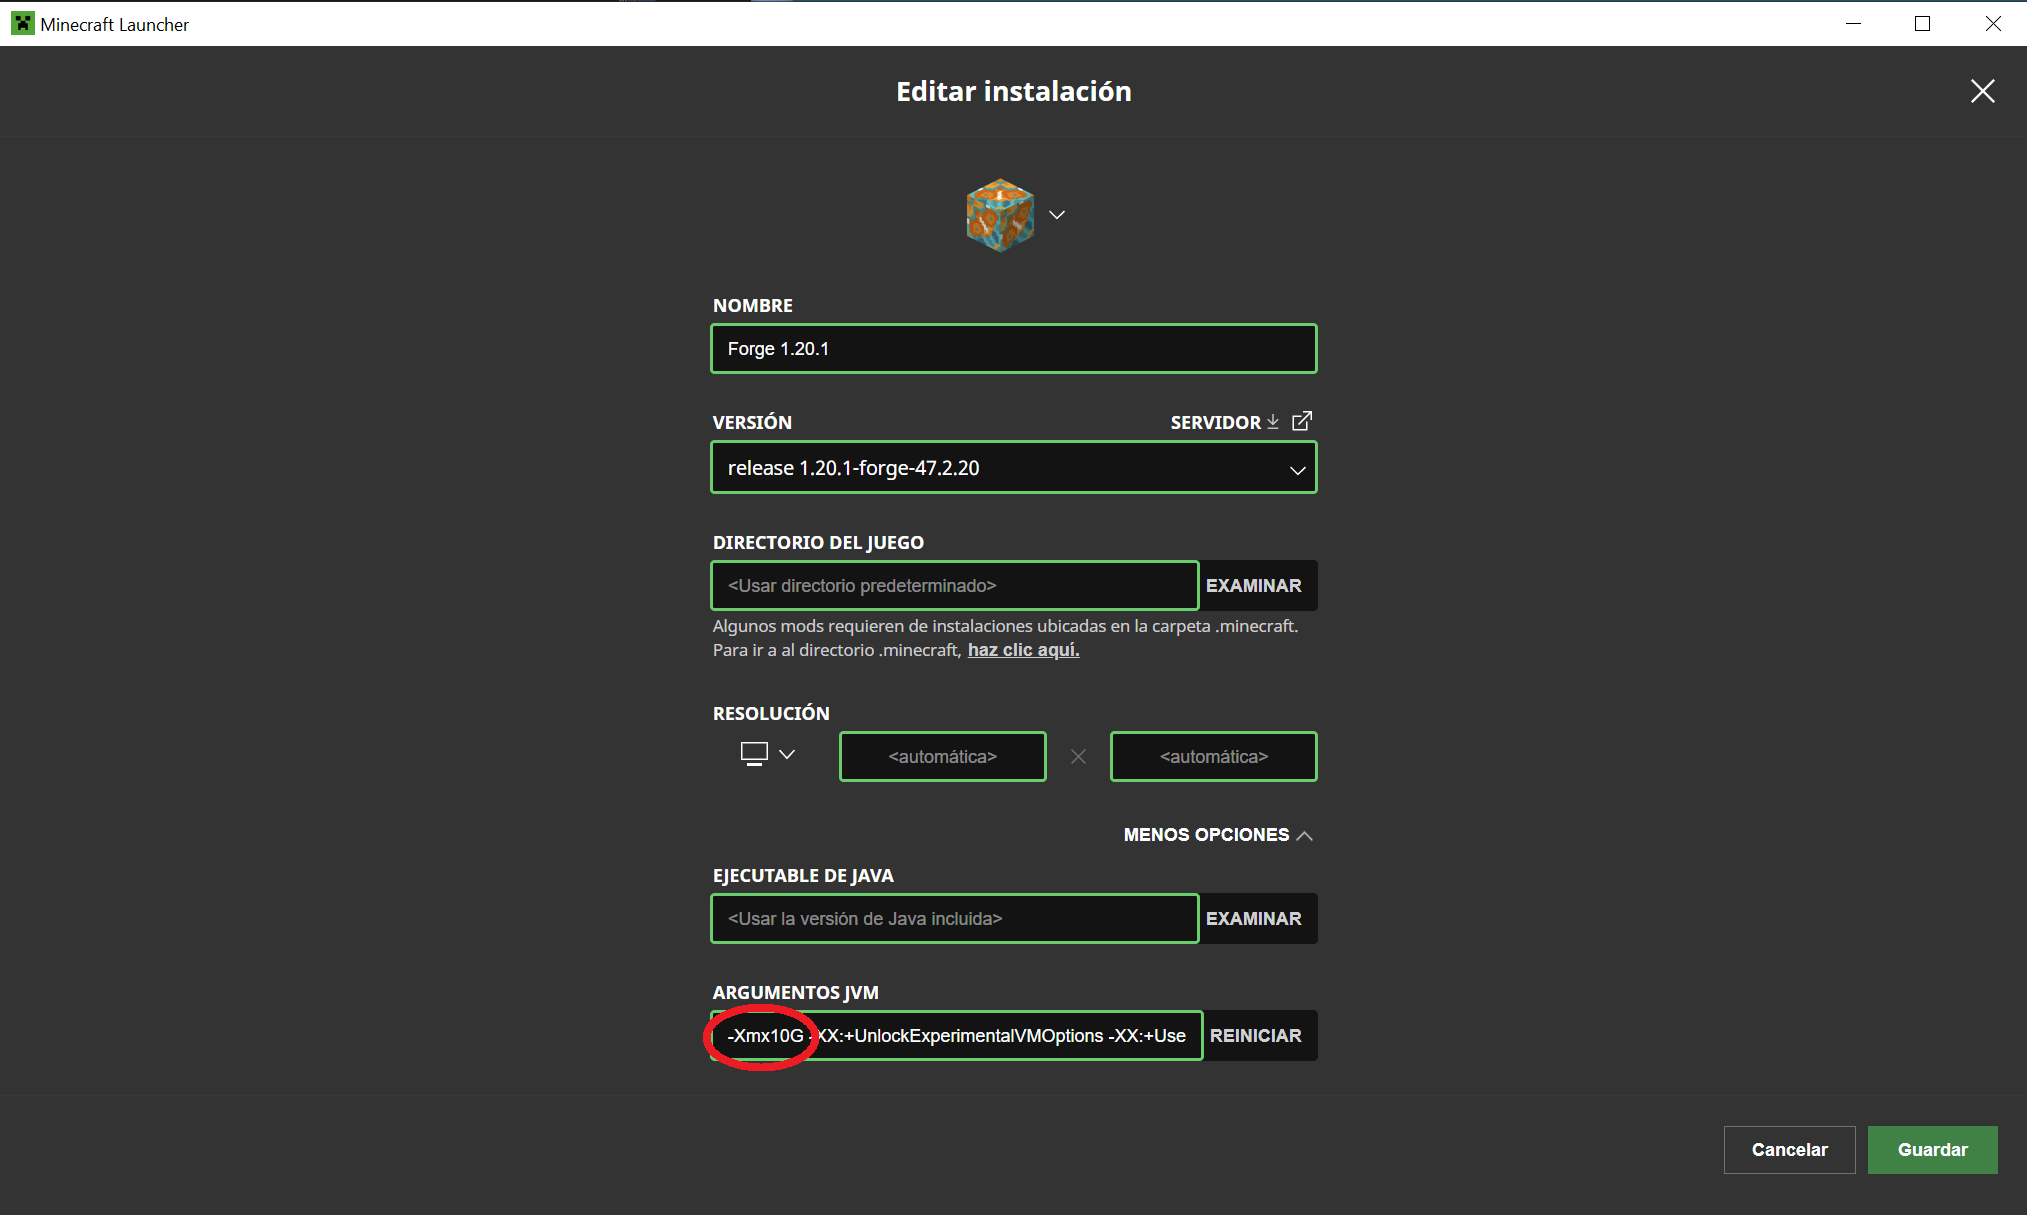 Minecraft Launcher
Editar instalación
NOMBRE
Forge 1.20.1
VERSIÓN
SERVIDOR
release 1.20.1-forge-47.2.20
DIRECTORIO DEL JUEGO
<Usar directorio predeterminado>
EXAMINAR
Algunos mods requieren de instalaciones ubicadas en la carpeta .minecraft.
Para ir a al directorio .minecraft, haz clic aquí.
RESOLUCIÓN
<automática>
<automática>
MENOS OPCIONES
EJECUTABLE DE JAVA
<Usar la versión de Java incluida>
EXAMINAR
ARGUMENTOS JVM
-Xmx10G -XX:+UnlockExperimentalVMOptions -XX:+Use
REINICIAR
Cancelar
Guardar